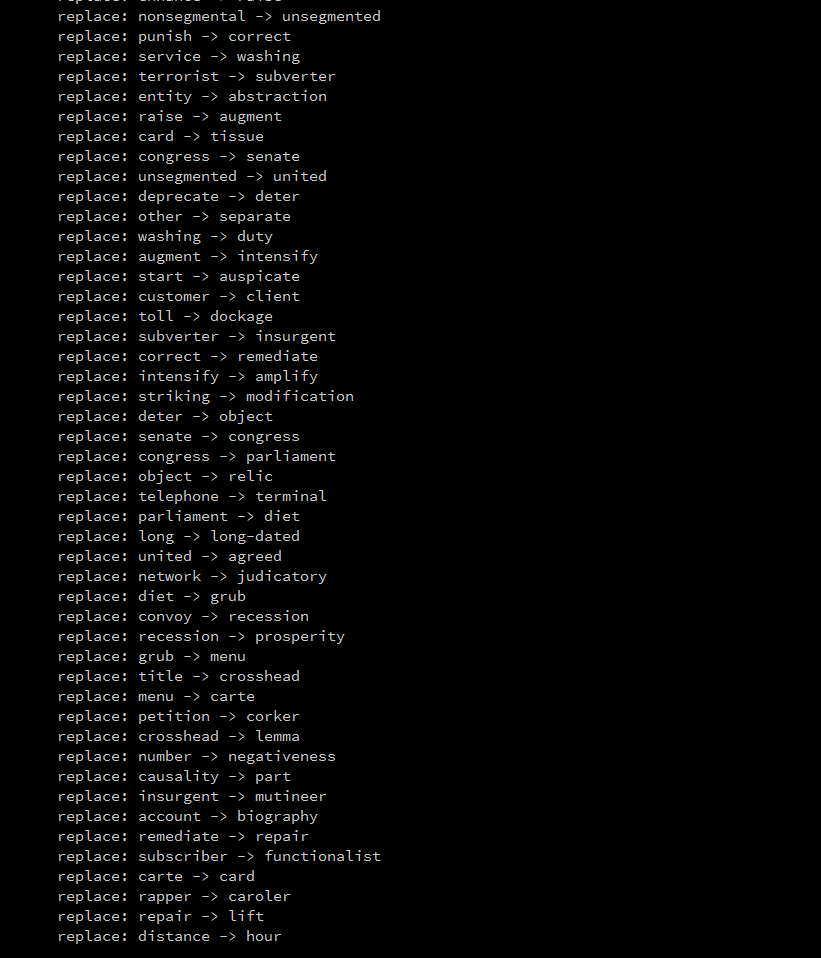 replace: nonsegmental -> unsegmented
replace: punish -> correct
replace: service -> washing
replace: terrorist -> subverter
replace: entity -> abstraction
replace: raise -> augment
replace: card -> tissue
replace: congress -> senate
replace: unsegmented -> united
replace: deprecate -> deter
replace: other -> separate
replace: washing -> duty
replace: augment -> intensify
replace: start -> auspicate
replace: customer -> client
replace: toll -> dockage
replace: subverter -> insurgent
replace: correct -> remediate
replace: intensify -> amplify
replace: striking -> modification
replace: deter -> object
replace: senate -> congress
replace: congress -> parliament
replace: object -> relic
replace: telephone -> terminal
replace: parliament -> diet
replace: long -> long-dated
replace: united -> agreed
replace: network -> judicatory
replace: diet -> grub
replace: convoy -> recession
replace: recession -> prosperity
replace: grub -> menu
replace: title -> crosshead
replace: menu -> carte
replace: petition -> corker
replace: crosshead -> lemma
replace: number -> negativeness
replace: causality -> part
replace: insurgent -> mutineer
replace: account -> biography
replace: remediate -> repair
replace: subscriber -> functionalist
replace: carte -> card
replace: rapper -> caroler
replace: repair -> lift
replace: distance -> hour